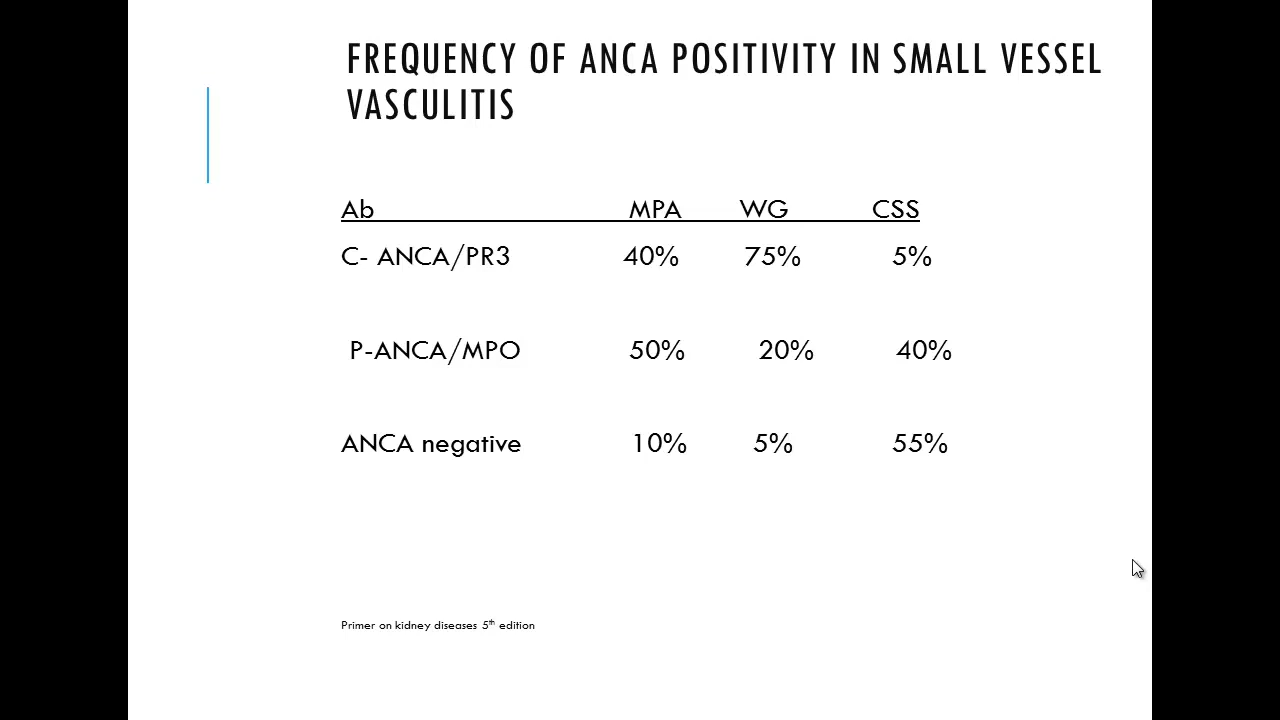 FREQUENCY OF ANCA POSITIVITY IN SMALL VESSEL
VASCULITIS
Ab MPA WG CSS
C- ANCA/PR3 40% 75% 5%
P-ANCA/MPO 50% 20% 40%
ANCA negative 10% 5% 55%
Primer on kidney diseases 5th edition